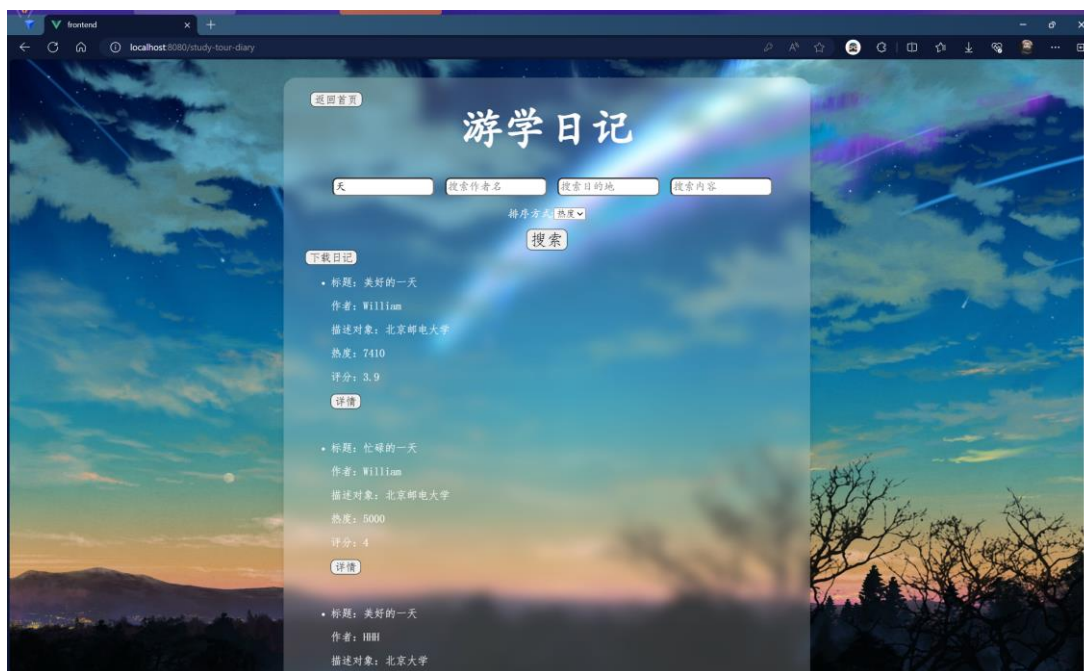 frontend
localhost:8080/study-tour-diary
返回首页
游学日记
天 搜索作者名 搜索目的地 搜索内容
排序方式 热度
搜索
下载日记
• 标题：美好的一天
作者：William
描述对象：北京邮电大学
热度：7410
评分：3.9
详情
• 标题：忙碌的一天
作者：William
描述对象：北京邮电大学
热度：5000
评分：4
详情
• 标题：美好的一天
作者：HHH
描述对象：北京大学